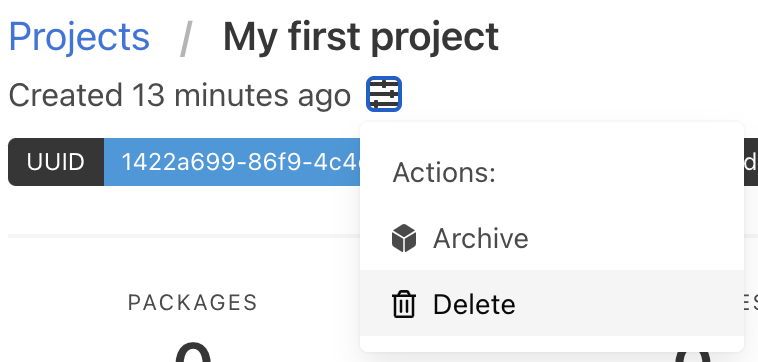 Projects / My first project
Created 13 minutes ago
UUID 1422a699-86f9-4c4
Actions:
Archive
Delete
PACKAGES